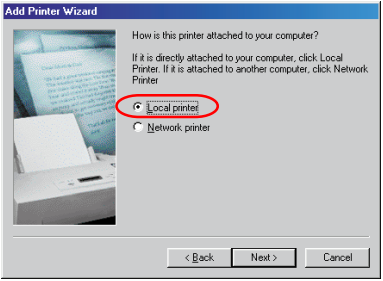 Add Printer Wizard
How is this printer attached to your computer?
If it is directly attached to your computer, click Local
Printer. If it is attached to another computer, click Network
Printer
Local printer
Network printer
< Back
Next >
Cancel